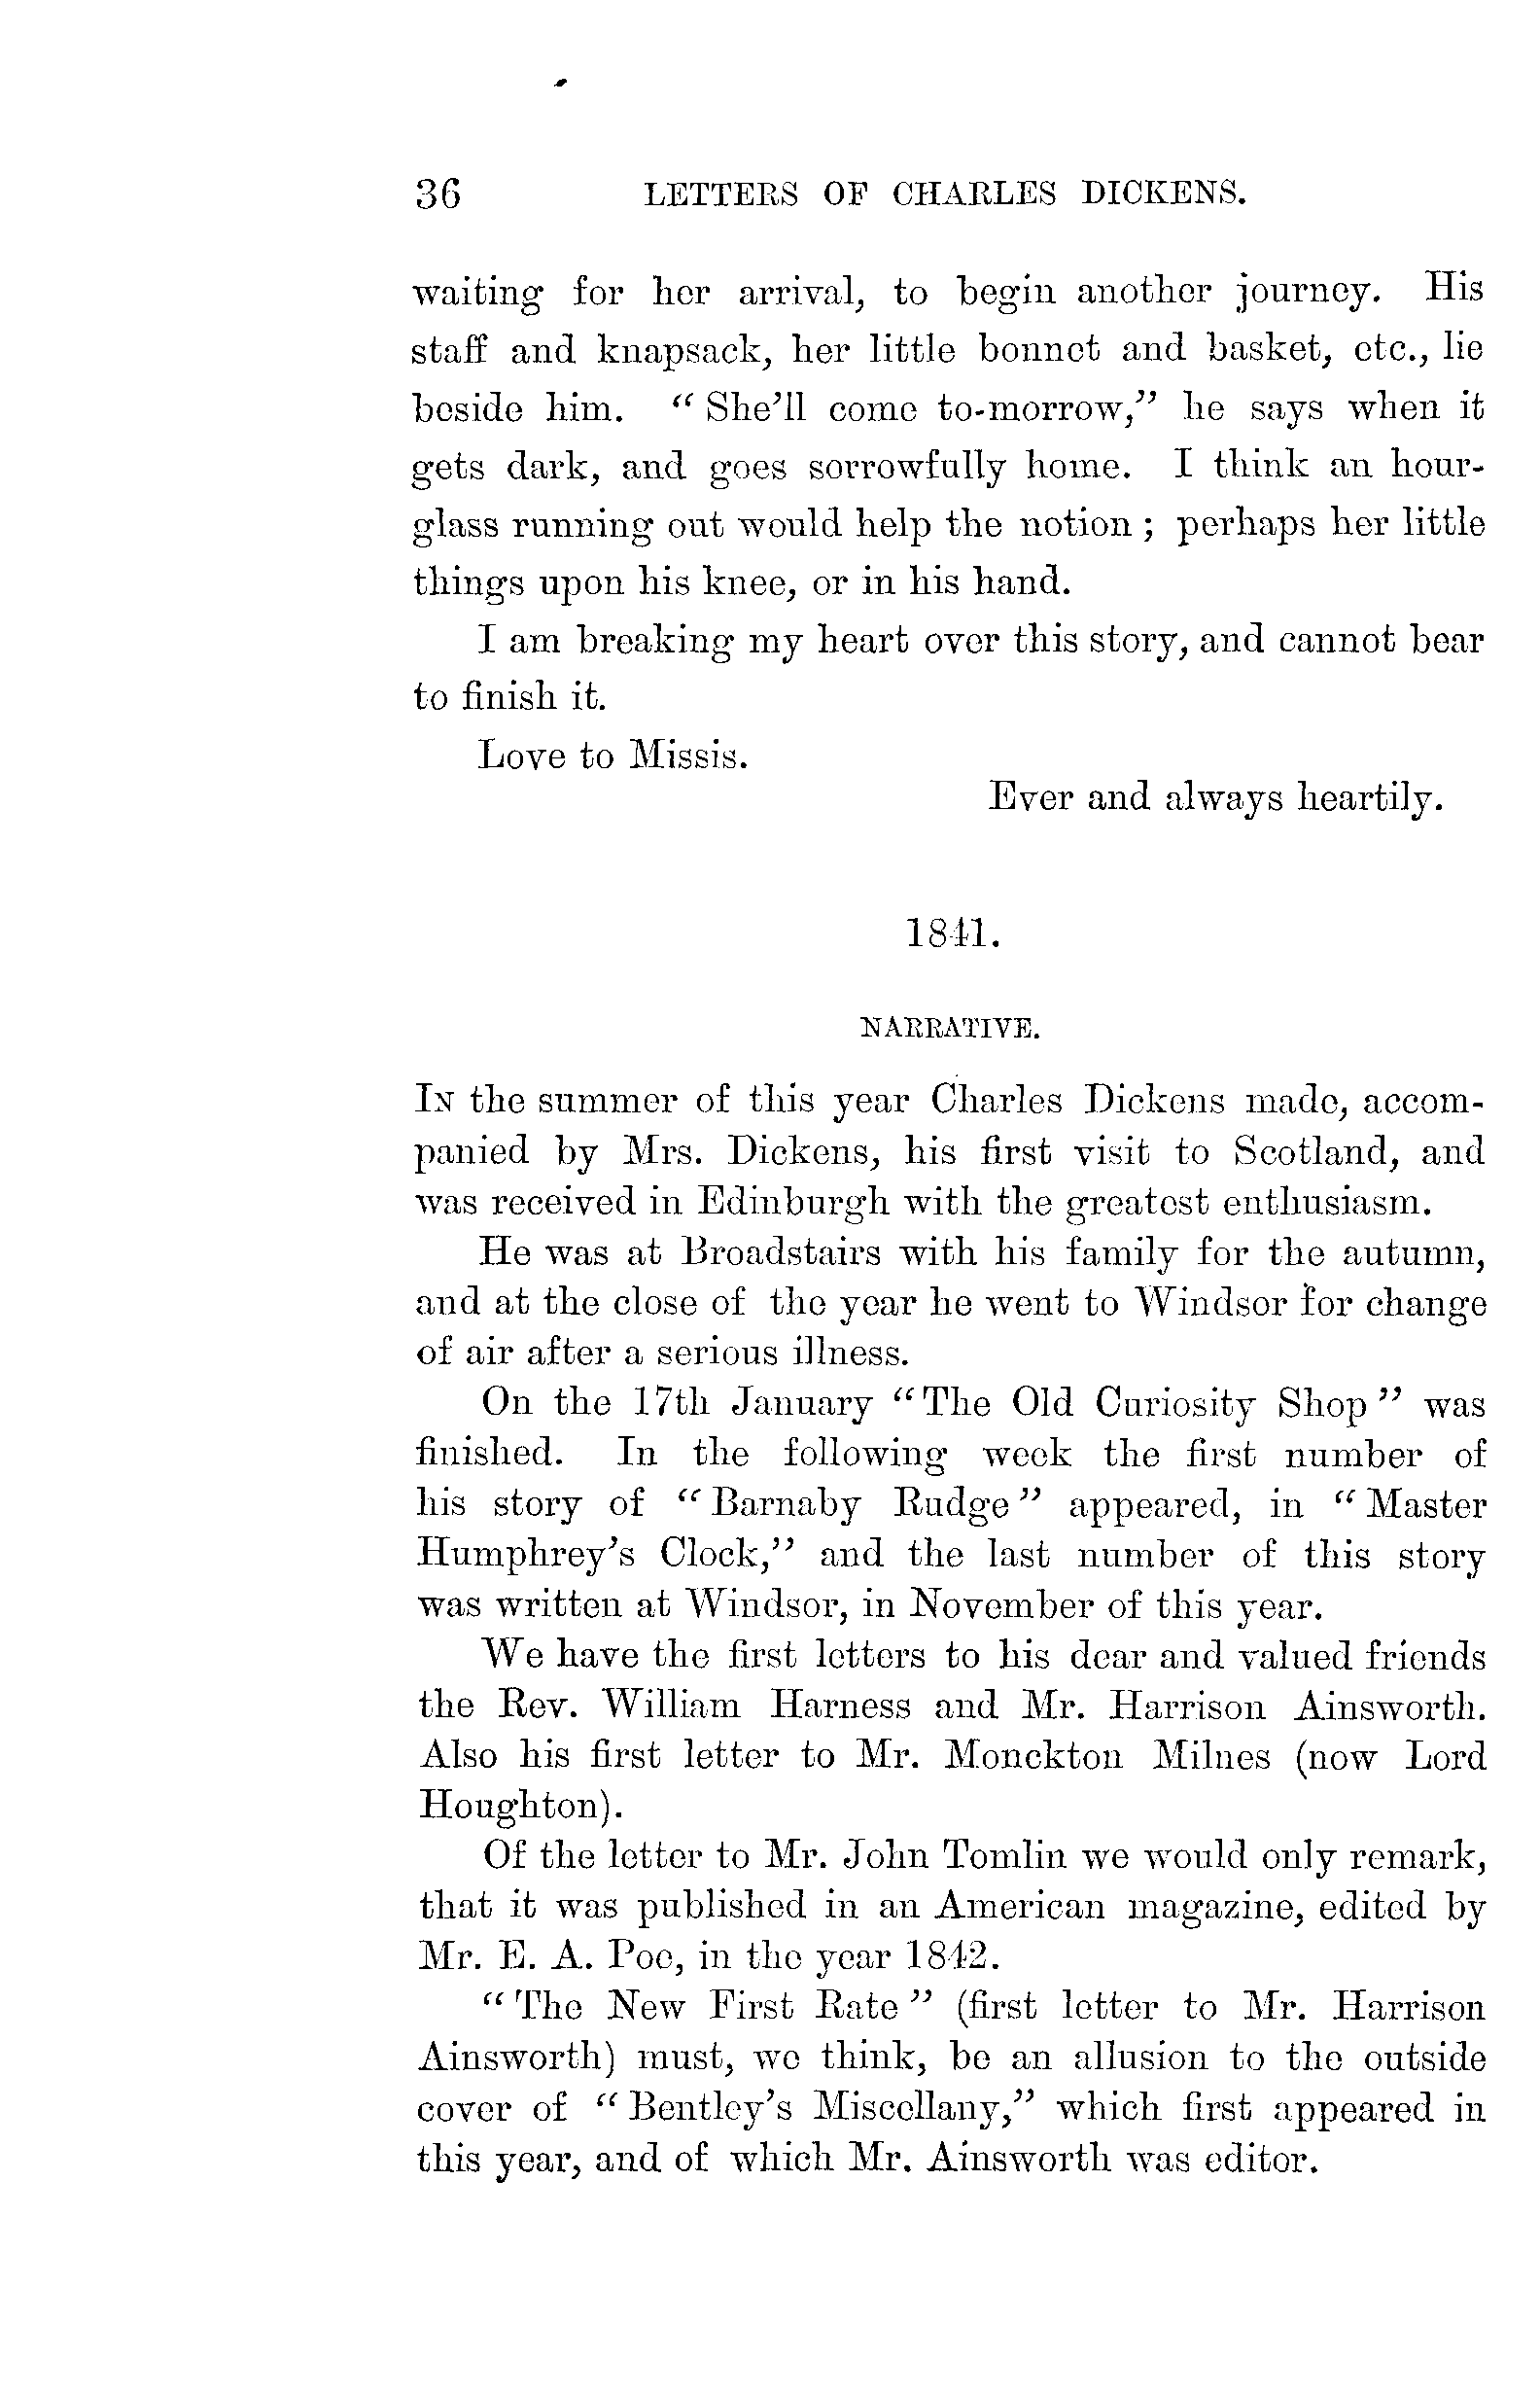 36 LETTERS OF CHARLES DICKENS.
waiting for her arrival, to begin another journey. His
staff and knapsack, her little bonnet and basket, etc., lie
beside him. “She’ll come to-morrow,” he says when it
gets dark, and goes sorrowfully home. I think an hour-
glass running out would help the notion; perhaps her little
things upon his knee, or in his hand.
I am breaking my heart over this story, and cannot bear
to finish it.
Love to Missis.
Ever and always heartily.
1841.
NARRATIVE.
IN the summer of this year Charles Dickens made, accom-
panied by Mrs. Dickens, his first visit to Scotland, and
was received in Edinburgh with the greatest enthusiasm.
He was at Broadstairs with his family for the autumn,
and at the close of the year he went to Windsor for change
of air after a serious illness.
On the 17th January “The Old Curiosity Shop” was
finished. In the following week the first number of
his story of “Barnaby Rudge” appeared, in “Master
Humphrey’s Clock,” and the last number of this story
was written at Windsor, in November of this year.
We have the first letters to his dear and valued friends
the Rev. William Harness and Mr. Harrison Ainsworth.
Also his first letter to Mr. Monckton Milnes (now Lord
Houghton).
Of the letter to Mr. John Tomlin we would only remark,
that it was published in an American magazine, edited by
Mr. E. A. Poe, in the year 1842.
“The New First Rate” (first letter to Mr. Harrison
Ainsworth) must, we think, be an allusion to the outside
cover of “Bentley’s Miscellany,” which first appeared in
this year, and of which Mr. Ainsworth was editor.